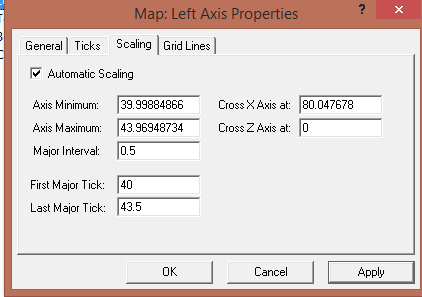 Map: Left Axis Properties ? ×
General Ticks Scaling Grid Lines
Automatic Scaling
Axis Minimum: 39.99884866 Cross X Axis at: 80.047678
Axis Maximum: 43.96948734 Cross Z Axis at: 0
Major Interval: 0.5
First Major Tick: 40
Last Major Tick: 43.5
OK Cancel Apply